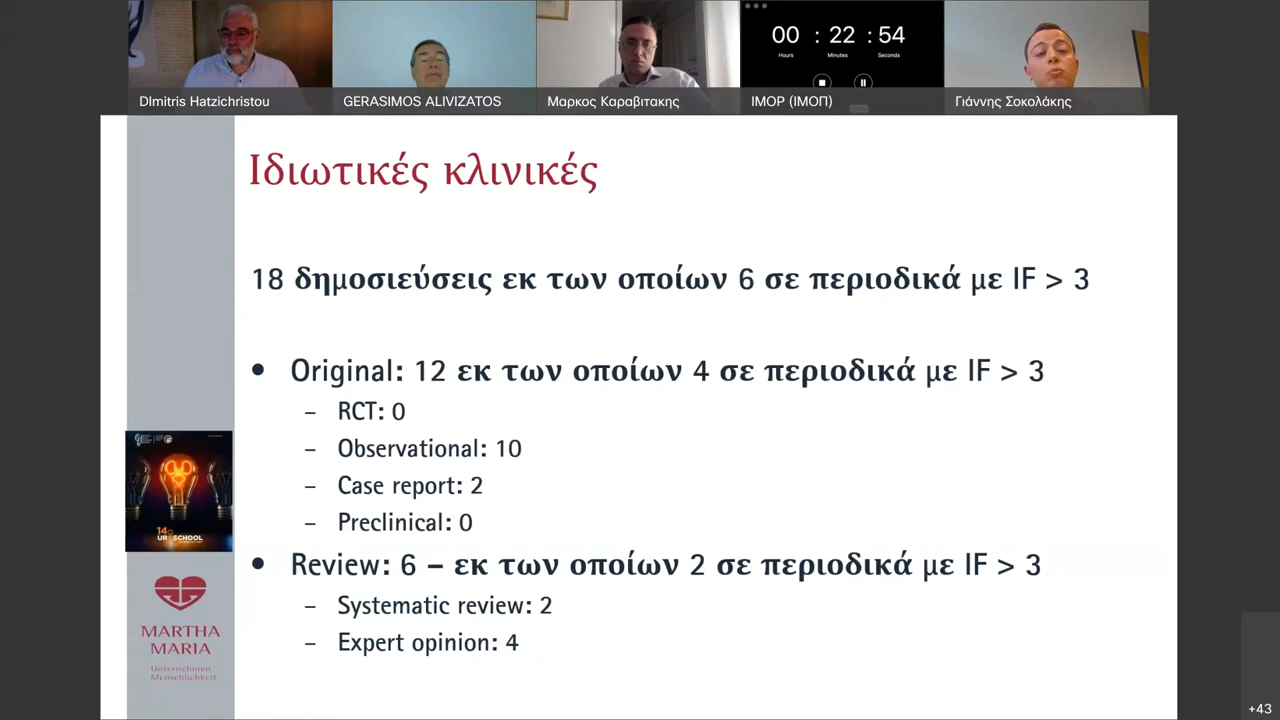 00 : 22 : 54
Hours Minutes Seconds
DImitris Hatzichristou
GERASIMOS ALIVIZATOS
Μαρκος Καραβιτακης
IMOP (ΙΜΟΠ)
Γιάννης Σοκολάκης
Ιδιωτικές κλινικές
18 δημοσιεύσεις εκ των οποίων 6 σε περιοδικά με IF > 3
• Original: 12 εκ των οποίων 4 σε περιοδικά με IF > 3
– RCT: 0
– Observational: 10
– Case report: 2
– Preclinical: 0
• Review: 6 – εκ των οποίων 2 σε περιοδικά με IF > 3
– Systematic review: 2
– Expert opinion: 4
MARTHA
MARIA
Unternehmen
Menschlichkeit
+43